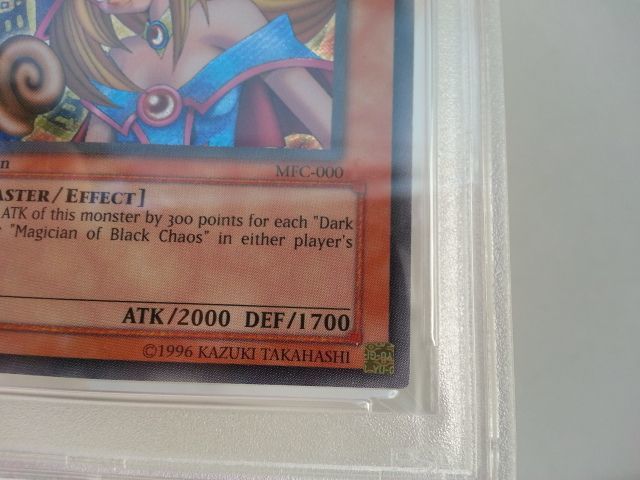 n
MFC-000
ASTER/EFFECT]
ATK of this monster by 300 points for each "Dark
"Magician of Black Chaos" in either player's
ATK/2000 DEF/1700
©1996 KAZUKI TAKAHASHI